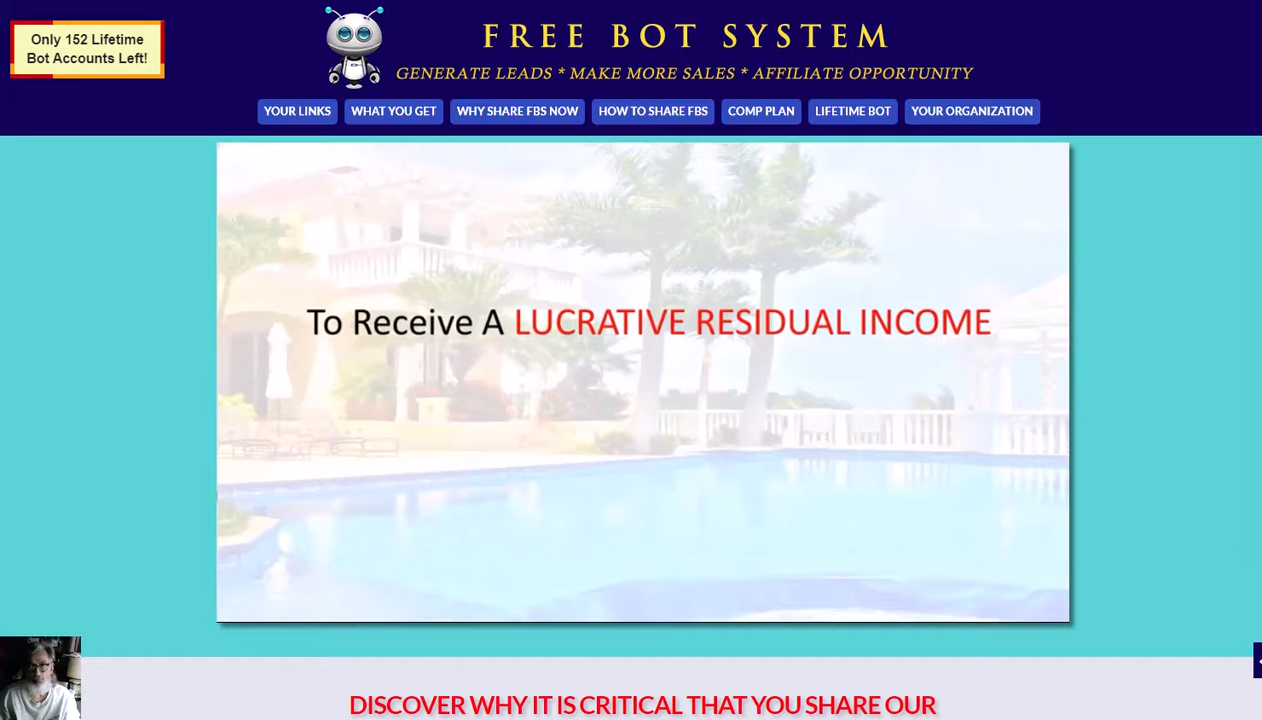 Only 152 Lifetime
Bot Accounts Left!
FREE BOT SYSTEM
GENERATE LEADS * MAKE MORE SALES * AFFILIATE OPPORTUNITY
YOUR LINKS
WHAT YOU GET
WHY SHARE FBS NOW
HOW TO SHARE FBS
COMP PLAN
LIFETIME BOT
YOUR ORGANIZATION
To Receive A LUCRATIVE RESIDUAL INCOME
DISCOVER WHY IT IS CRITICAL THAT YOU SHARE OUR